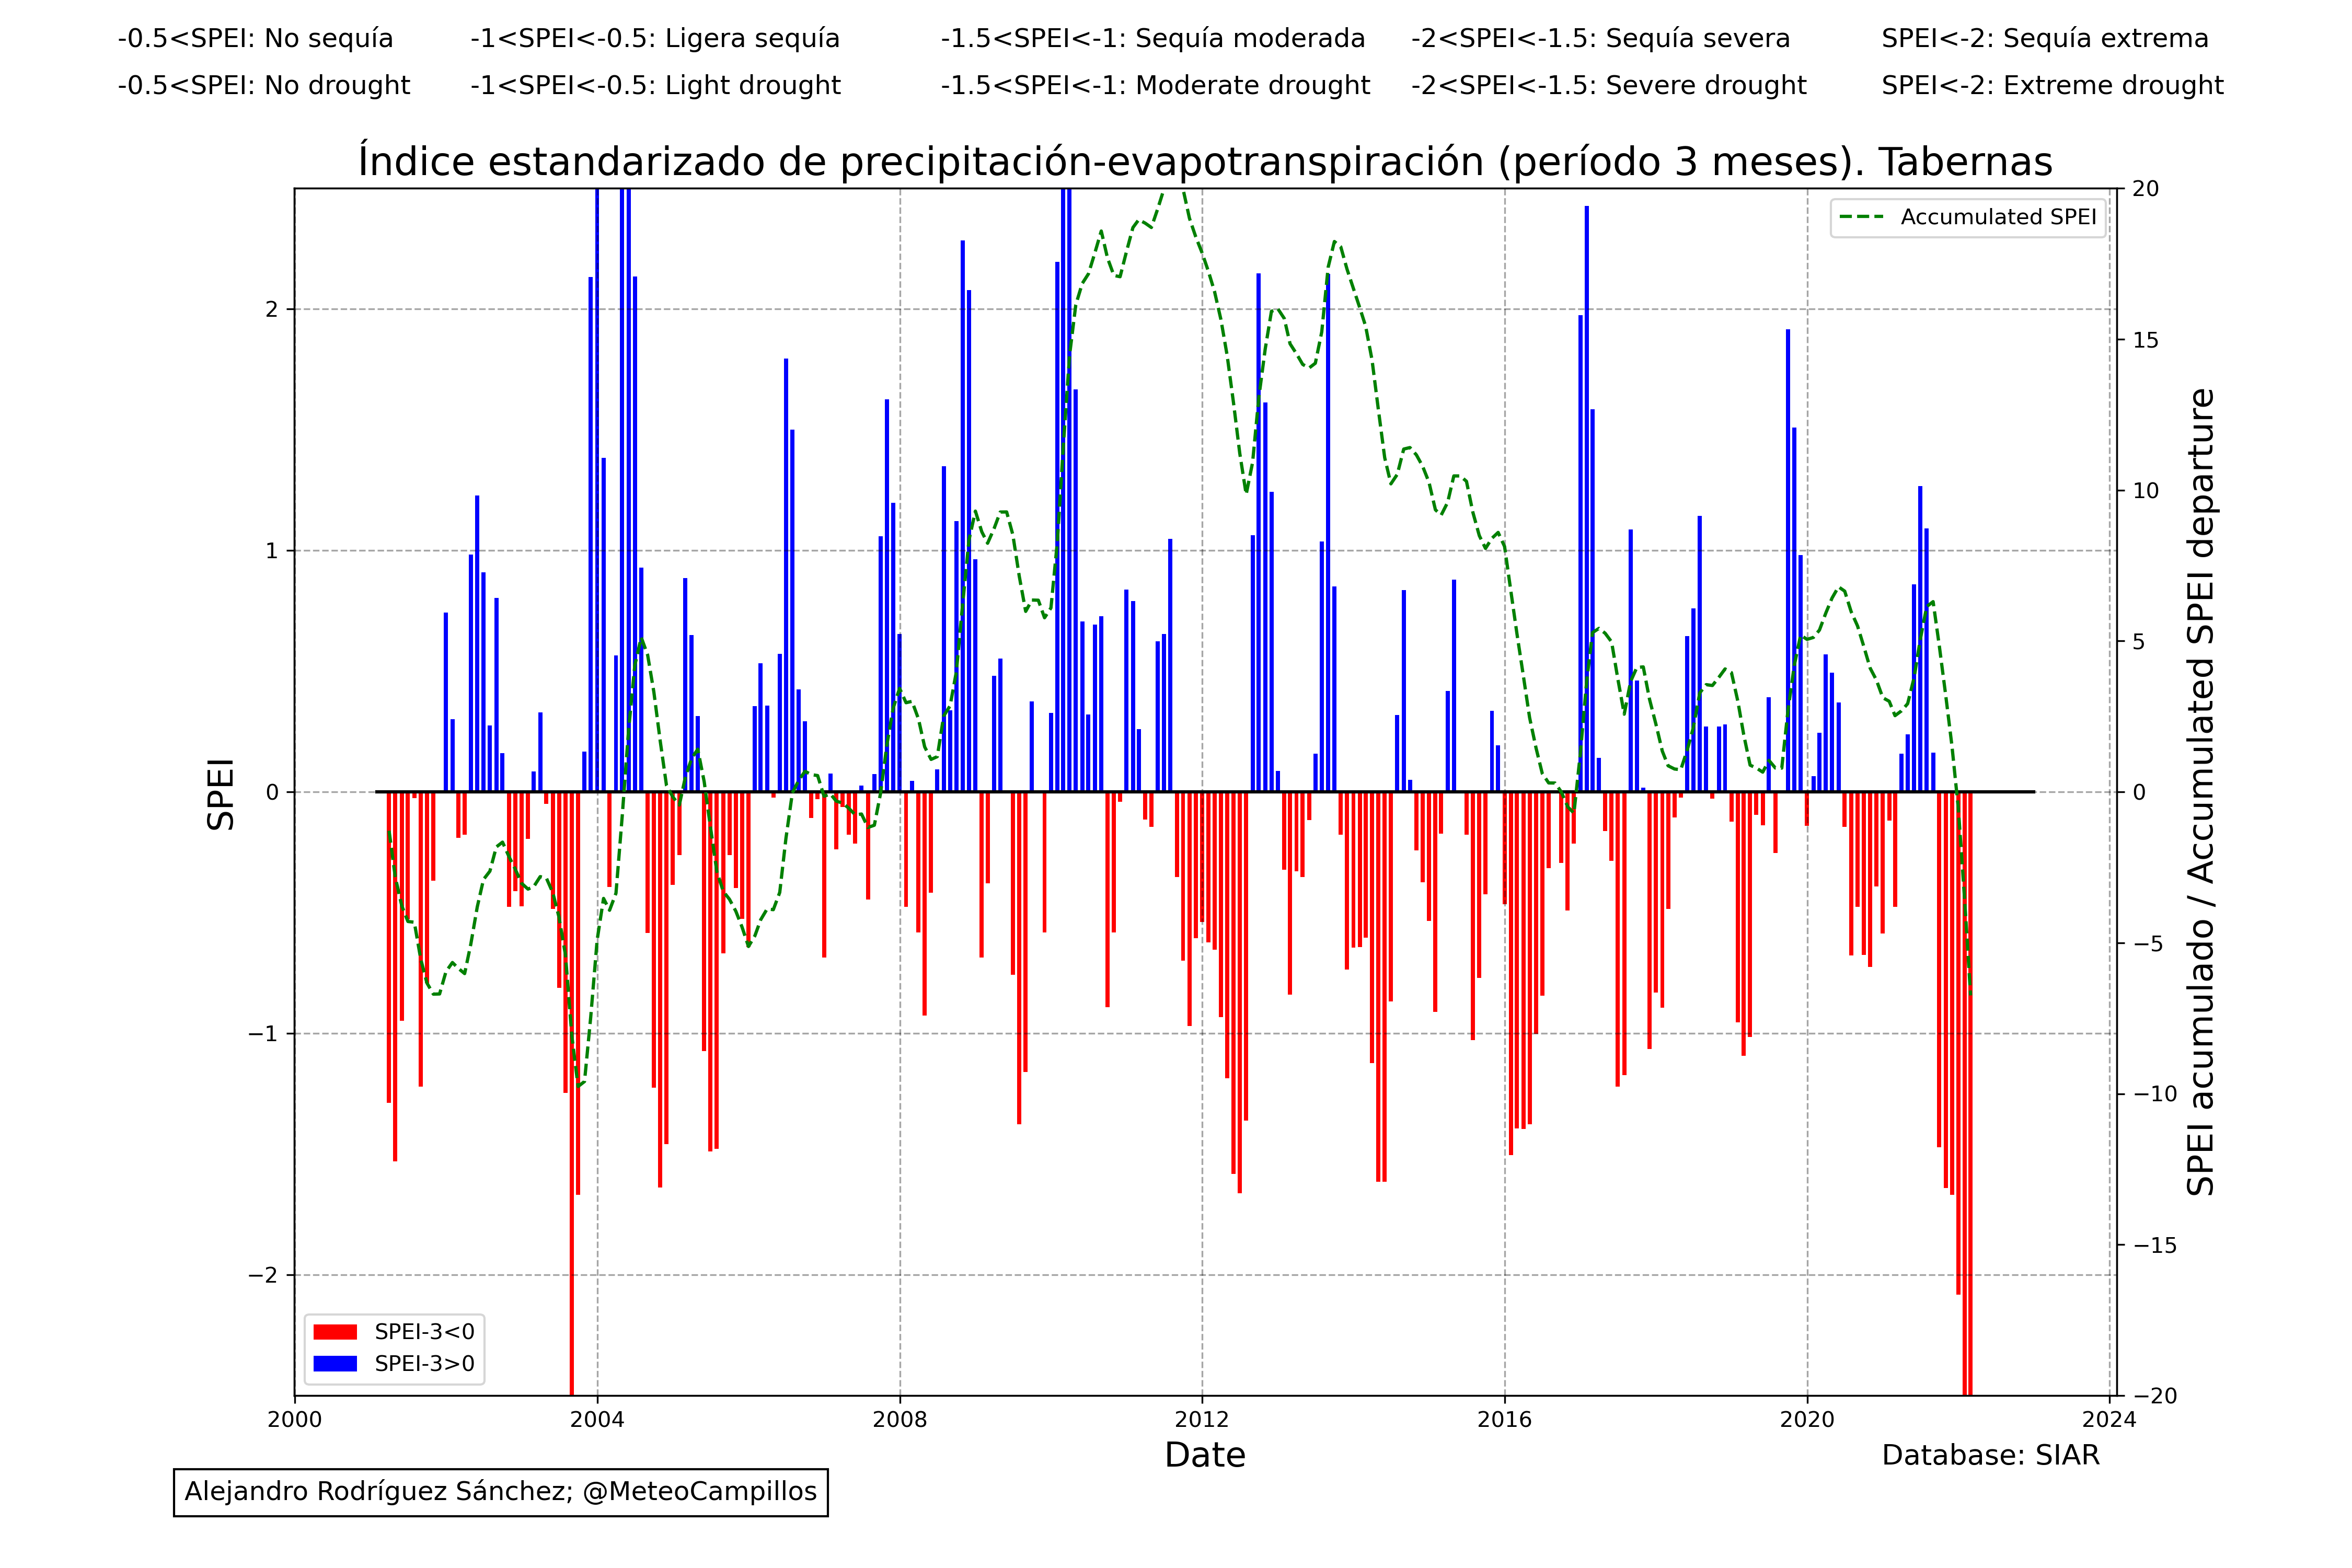 -0.5<SPEI: No sequía -1<SPEI<-0.5: Ligera sequía -1.5<SPEI<-1: Sequía moderada -2<SPEI<-1.5: Sequía severa SPEI<-2: Sequía extrema
-0.5<SPEI: No drought -1<SPEI<-0.5: Light drought -1.5<SPEI<-1: Moderate drought -2<SPEI<-1.5: Severe drought SPEI<-2: Extreme drought
Índice estandarizado de precipitación-evapotranspiración (período 3 meses). Tabernas
Accumulated SPEI
SPEI
2
1
0
−1
−2
20
15
10
5
0
−5
−10
−15
−20
SPEI acumulado / Accumulated SPEI departure
SPEI-3<0
SPEI-3>0
2000 2004 2008 2012 2016 2020 2024
Date
Database: SIAR
Alejandro Rodríguez Sánchez; @MeteoCampillos